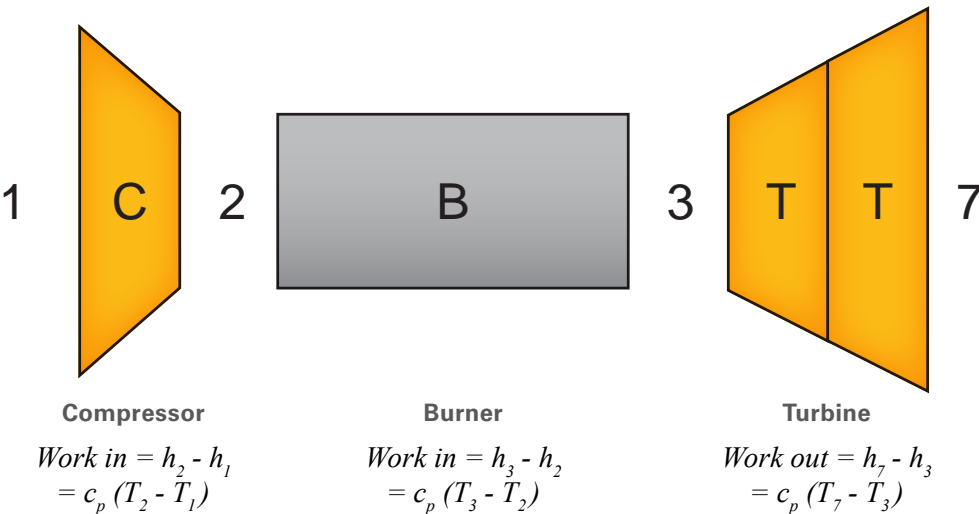 1 C 2 B 3 T T 7
Compressor Burner Turbine
Work in = h₂ - h₁ Work in = h₃ - h₂ Work out = h₇ - h₃
= cₚ (T₂ - T₁) = cₚ (T₃ - T₂) = cₚ (T₇ - T₃)